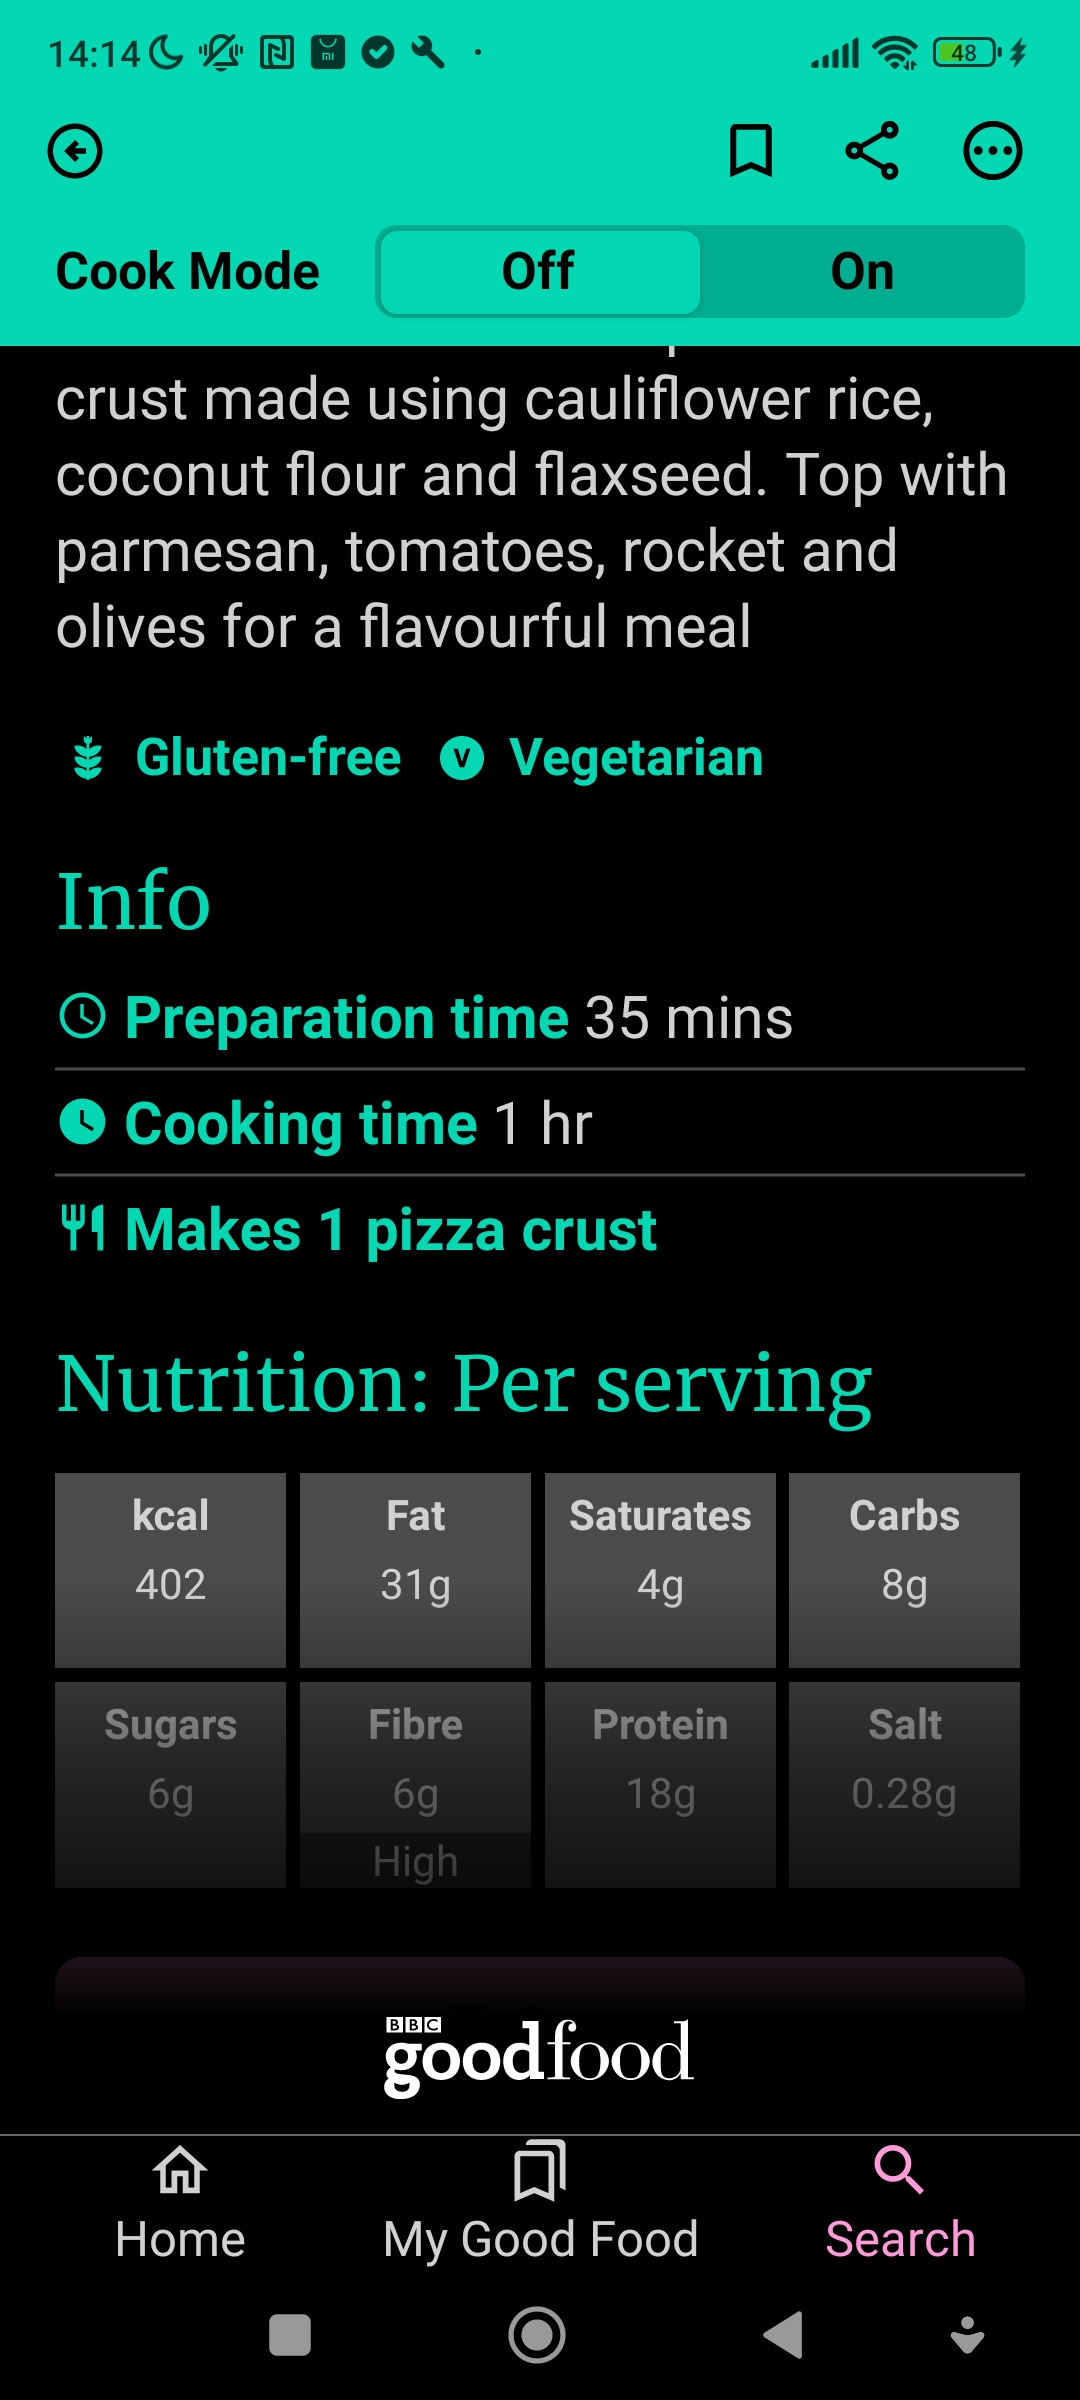 14:14
48
Cook Mode
Off
On
crust made using cauliflower rice,
coconut flour and flaxseed. Top with
parmesan, tomatoes, rocket and
olives for a flavourful meal
Gluten-free
V Vegetarian
Info
Preparation time 35 mins
Cooking time 1 hr
Makes 1 pizza crust
Nutrition: Per serving
kcal
402
Fat
31g
Saturates
4g
Carbs
8g
Sugars
6g
Fibre
6g
High
Protein
18g
Salt
0.28g
BBC
goodfood
Home
My Good Food
Search